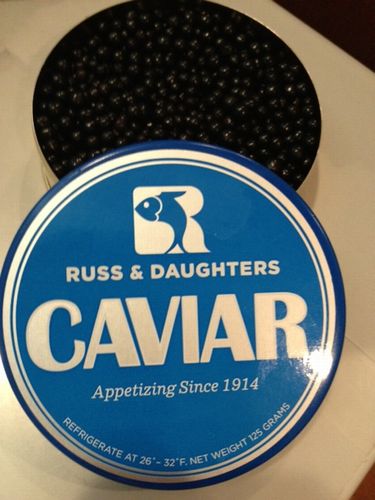 R
RUSS & DAUGHTERS
CAVIAR
Appetizing Since 1914
REFRIGERATE AT 26° - 32°F. NET WEIGHT 125 GRAMS